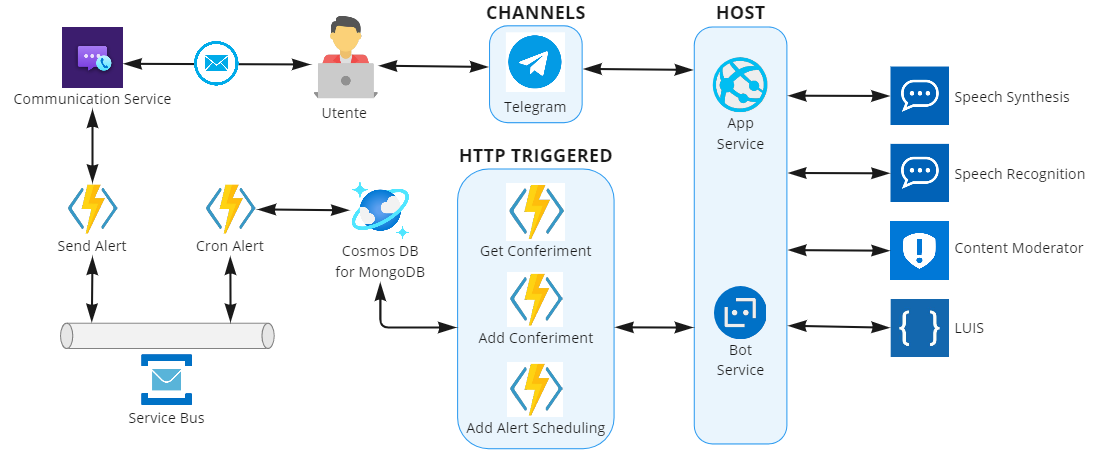 CHANNELS
HOST
Communication Service
Utente
Telegram
App
Service
Speech Synthesis
HTTP TRIGGERED
Speech Recognition
Send Alert
Cron Alert
Cosmos DB
for MongoDB
Get Conferiment
Content Moderator
Add Conferiment
Bot
Service
LUIS
Service Bus
Add Alert Scheduling